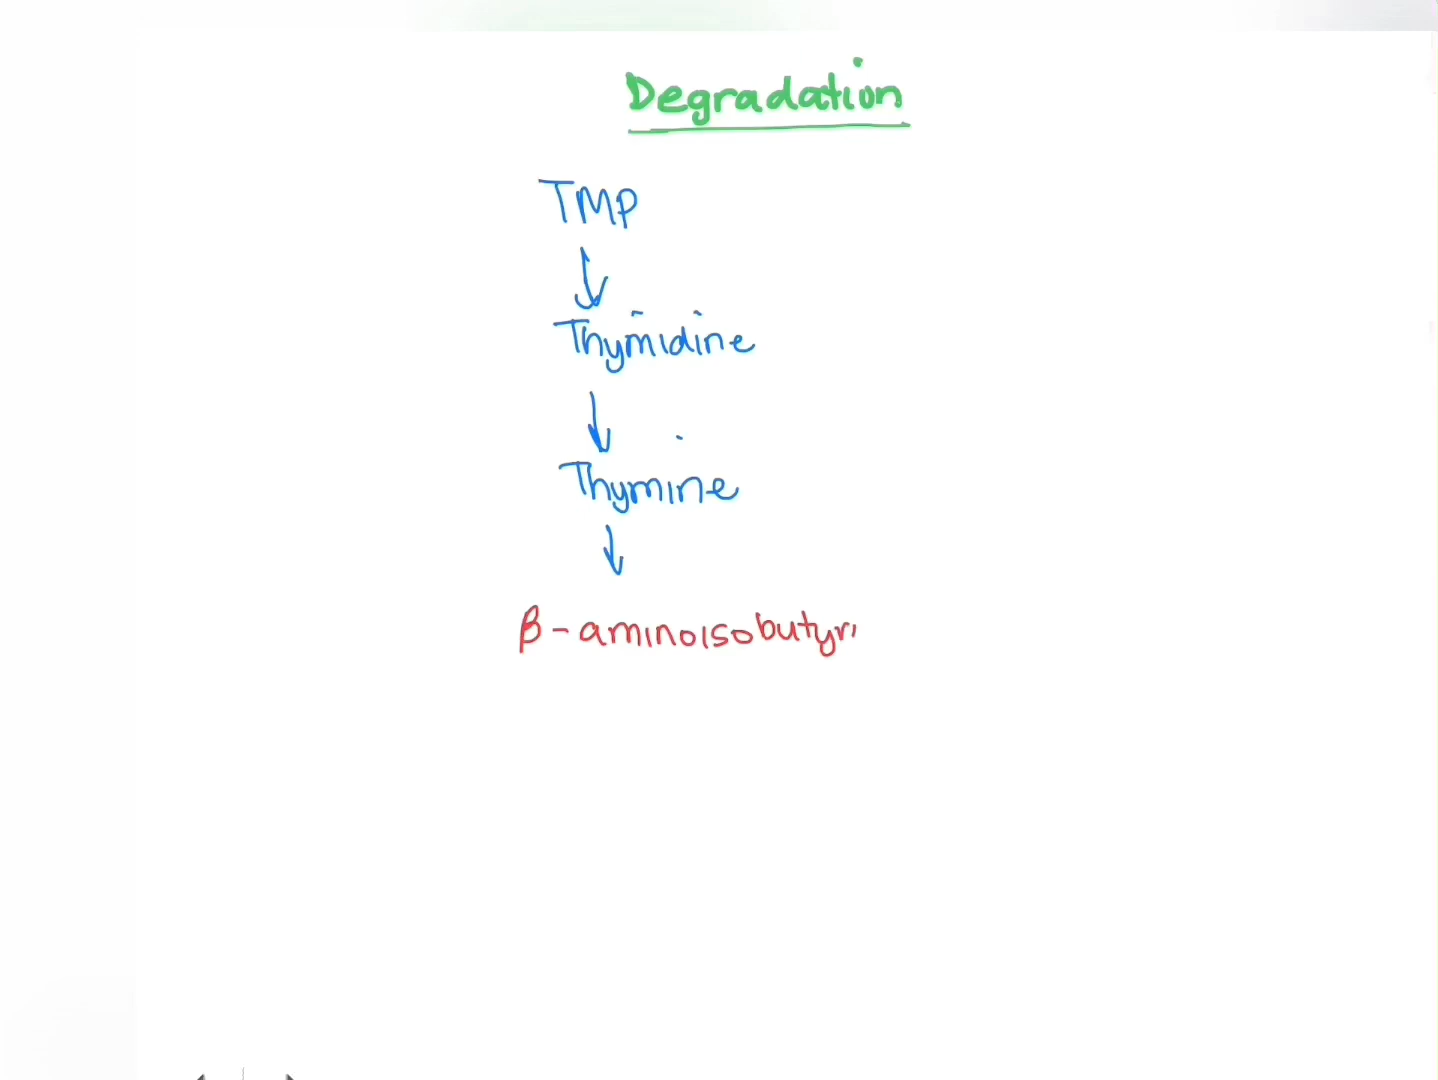 Degradation
TMP
Thymidine
Thymine
β-aminoisobutyri